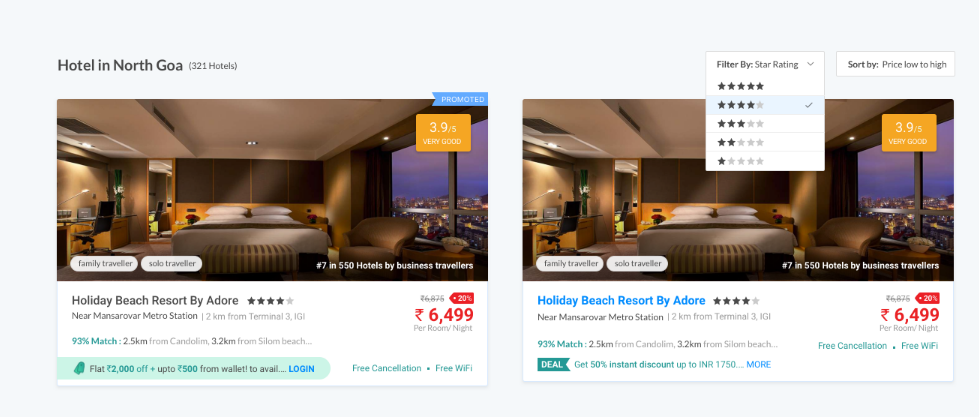 Hotel in North Goa (321 Hotels)
Filter By: Star Rating
Sort by: Price low to high
PROMOTED
3.9/5
VERY GOOD
family traveller
solo traveller
#7 in 550 Hotels by business travellers
Holiday Beach Resort By Adore
₹6,875
20%
₹ 6,499
Per Room/ Night
Near Mansarovar Metro Station | 2 km from Terminal 3, IGI
93% Match : 2.5km from Candolim, 3.2km from Silom beach...
Flat ₹2,000 off + upto ₹500 from wallet! to avail.... LOGIN
Free Cancellation • Free WiFi
3.9/5
VERY GOOD
family traveller
solo traveller
#7 in 550 Hotels by business travellers
Holiday Beach Resort By Adore
₹6,875
20%
₹ 6,499
Per Room/ Night
Near Mansarovar Metro Station | 2 km from Terminal 3, IGI
93% Match : 2.5km from Candolim, 3.2km from Silom beach...
Free Cancellation • Free WiFi
DEAL Get 50% instant discount up to INR 1750.... MORE